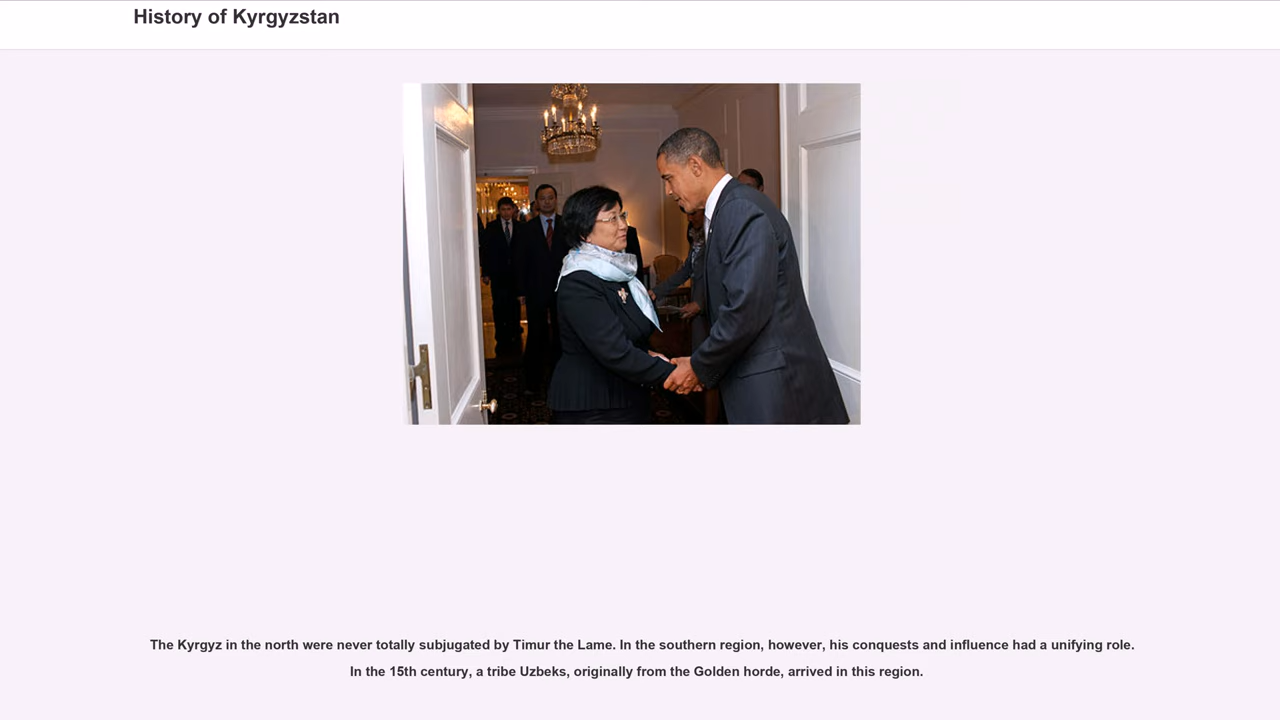 History of Kyrgyzstan
The Kyrgyz in the north were never totally subjugated by Timur the Lame. In the southern region, however, his conquests and influence had a unifying role.
In the 15th century, a tribe Uzbeks, originally from the Golden horde, arrived in this region.